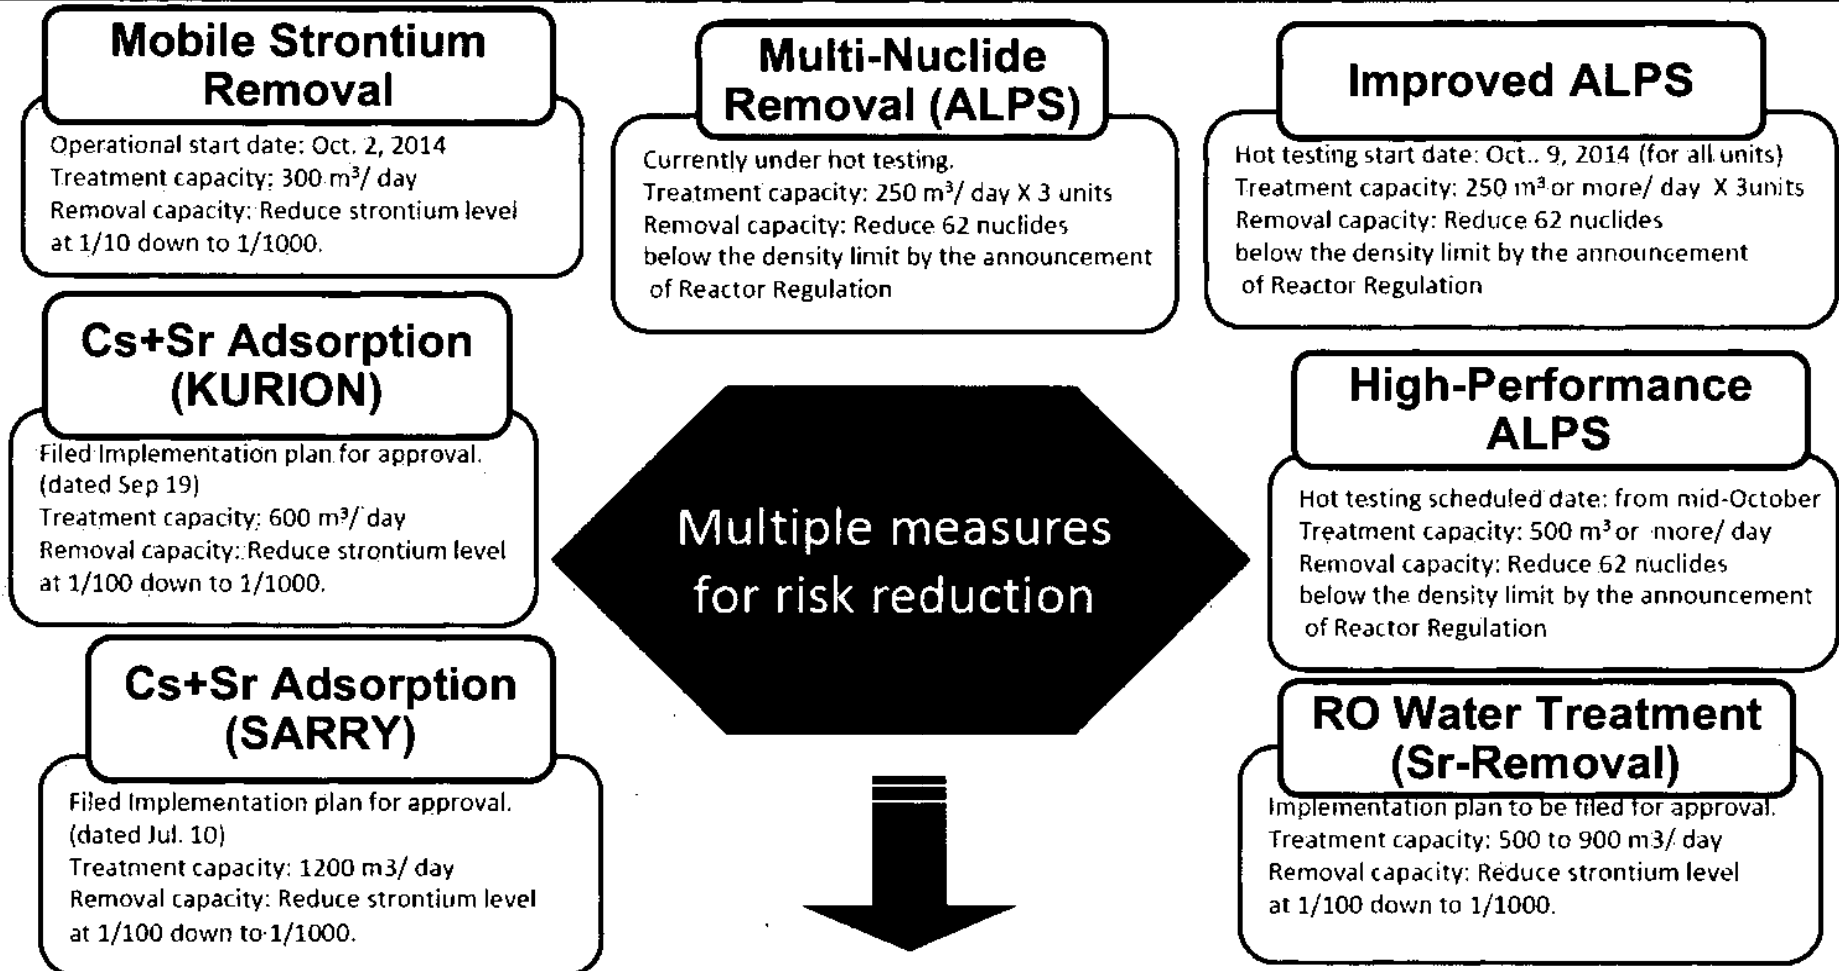 Mobile Strontium
Removal
Operational start date: Oct. 2, 2014
Treatment capacity: 300 m³/ day
Removal capacity: Reduce strontium level
at 1/10 down to 1/1000.
Multi-Nuclide
Removal (ALPS)
Currently under hot testing.
Treatment capacity: 250 m³/ day X 3 units
Removal capacity: Reduce 62 nuclides
below the density limit by the announcement
of Reactor Regulation
Improved ALPS
Hot testing start date: Oct.. 9, 2014 (for all units)
Treatment capacity: 250 m³ or more/ day X 3units
Removal capacity: Reduce 62 nuclides
below the density limit by the announcement
of Reactor Regulation
Cs+Sr Adsorption
(KURION)
Filed Implementation plan for approval.
(dated Sep 19)
Treatment capacity: 600 m³/ day
Removal capacity: Reduce strontium level
at 1/100 down to 1/1000.
Multiple measures
for risk reduction
High-Performance
ALPS
Hot testing scheduled date: from mid-October
Treatment capacity: 500 m³ or more/ day
Removal capacity: Reduce 62 nuclides
below the density limit by the announcement
of Reactor Regulation
Cs+Sr Adsorption
(SARRY)
Filed Implementation plan for approval.
(dated Jul. 10)
Treatment capacity: 1200 m3/ day
Removal capacity: Reduce strontium level
at 1/100 down to 1/1000.
RO Water Treatment
(Sr-Removal)
Implementation plan to be filed for approval.
Treatment capacity: 500 to 900 m3/ day
Removal capacity: Reduce strontium level
at 1/100 down to 1/1000.